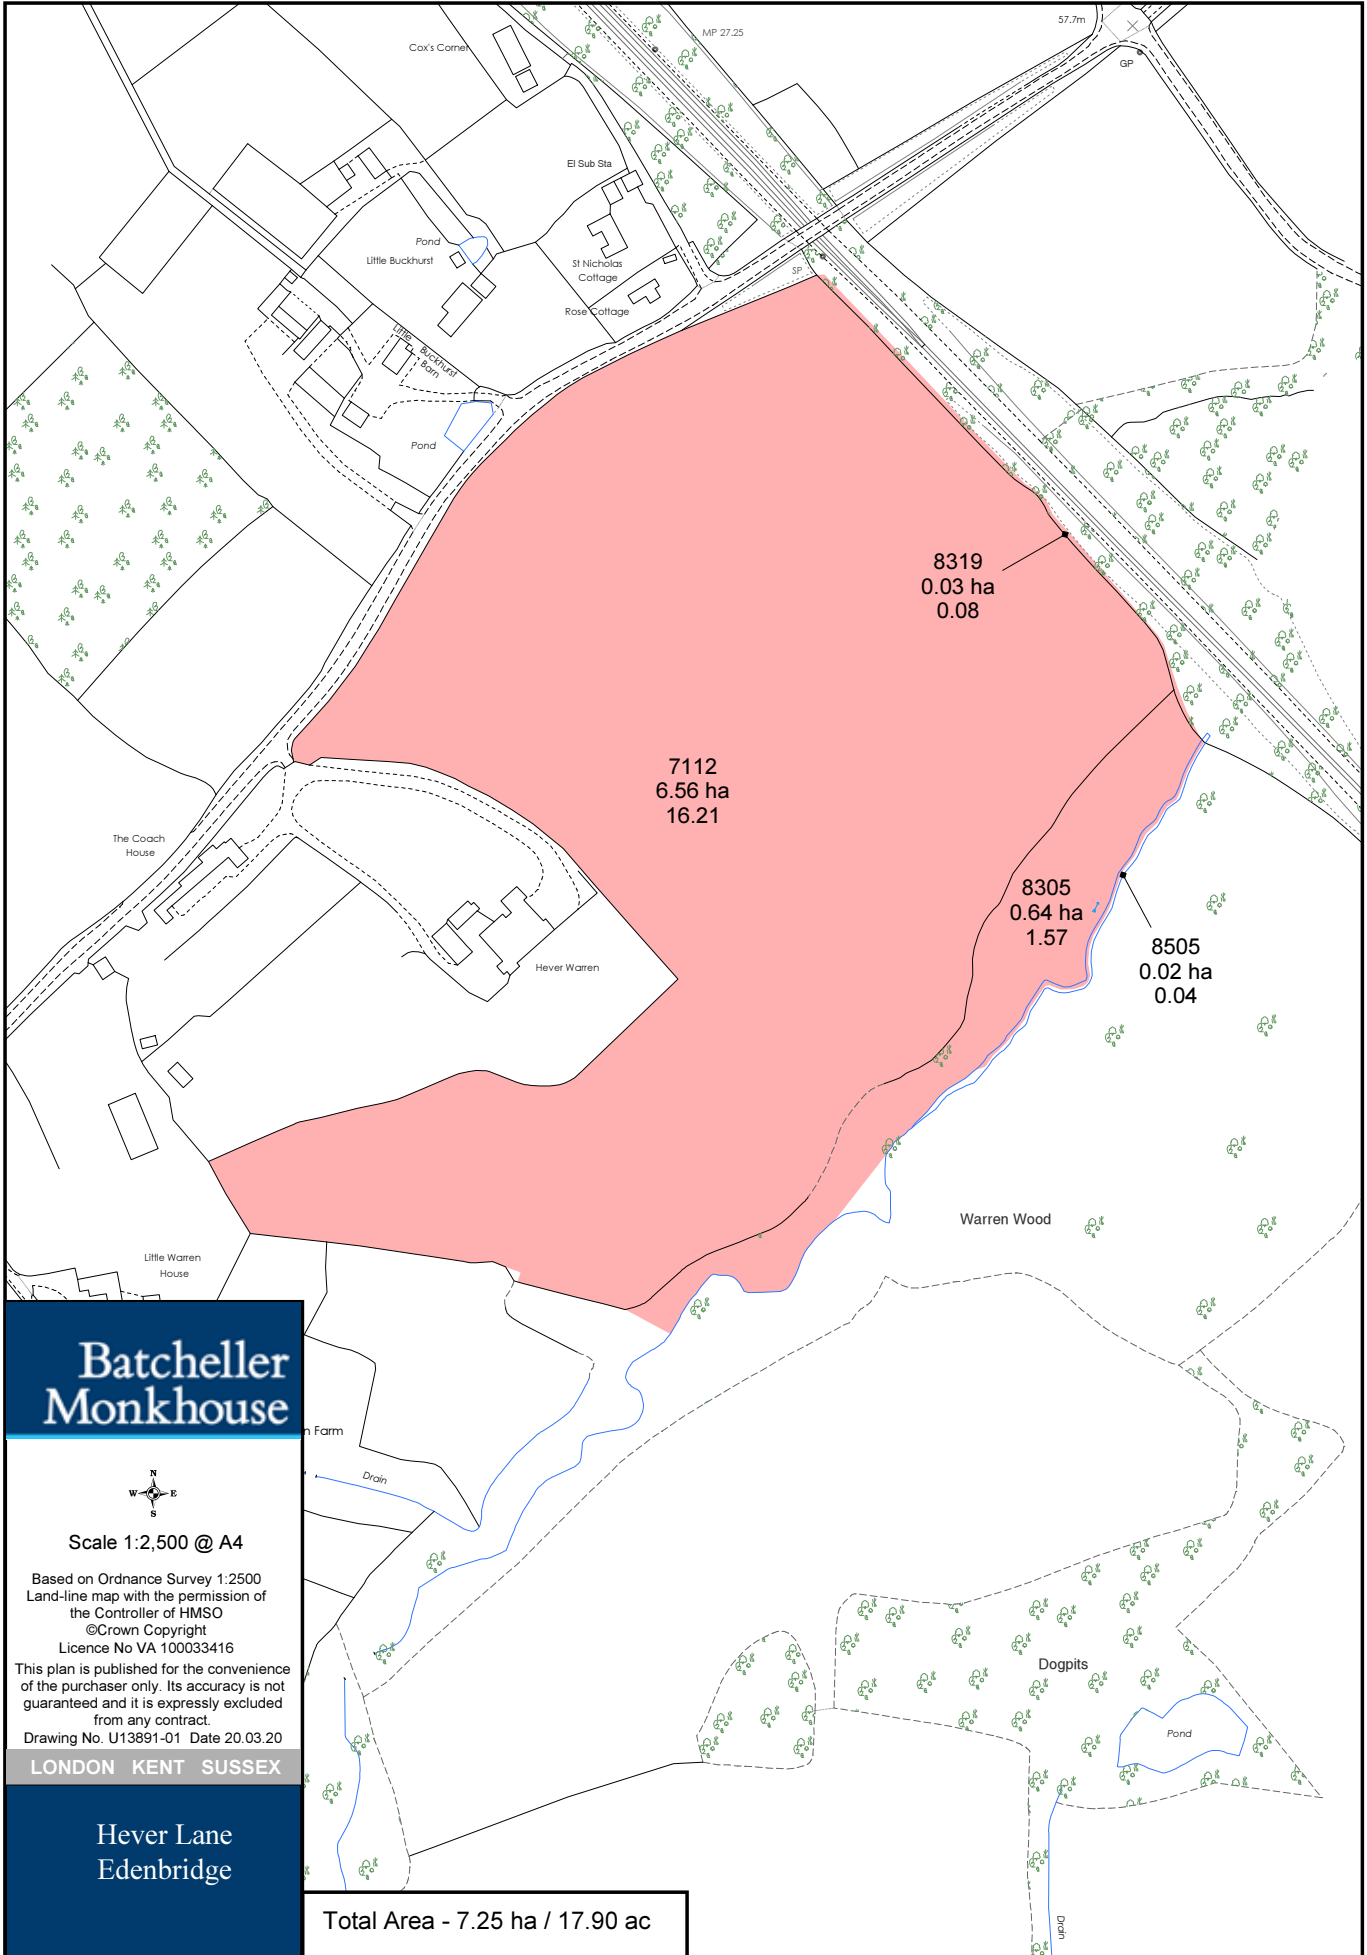 57.7m
MP 27.25
Cox's Corner
GP
El Sub Sta
Pond
Little Buckhurst
St Nicholas
Cottage
SP
Rose Cottage
Little
Buckhurst
Barn
Pond
8319
0.03 ha
0.08
7112
6.56 ha
16.21
The Coach
House
8305
0.64 ha
1.57
8505
0.02 ha
0.04
Hever Warren
Warren Wood
Little Warren
House
Batcheller
Monkhouse
n Farm
Drain
N
W E
S
Scale 1:2,500 @ A4
Based on Ordnance Survey 1:2500
Land-line map with the permission of
the Controller of HMSO
©Crown Copyright
Licence No VA 100033416
This plan is published for the convenience
of the purchaser only. Its accuracy is not
guaranteed and it is expressly excluded
from any contract.
Drawing No. U13891-01 Date 20.03.20
LONDON KENT SUSSEX
Hever Lane
Edenbridge
Dogpits
Pond
Drain
Total Area - 7.25 ha / 17.90 ac